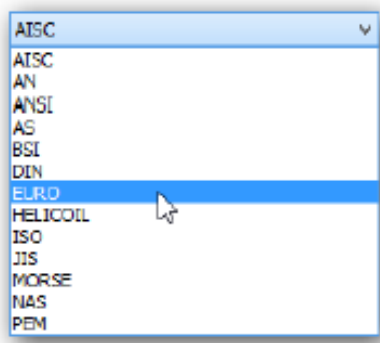 AISC
AISC
AN
ANSI
AS
BSI
DIN
EURO
HELICOIL
ISO
JIS
MORSE
NAS
PEM